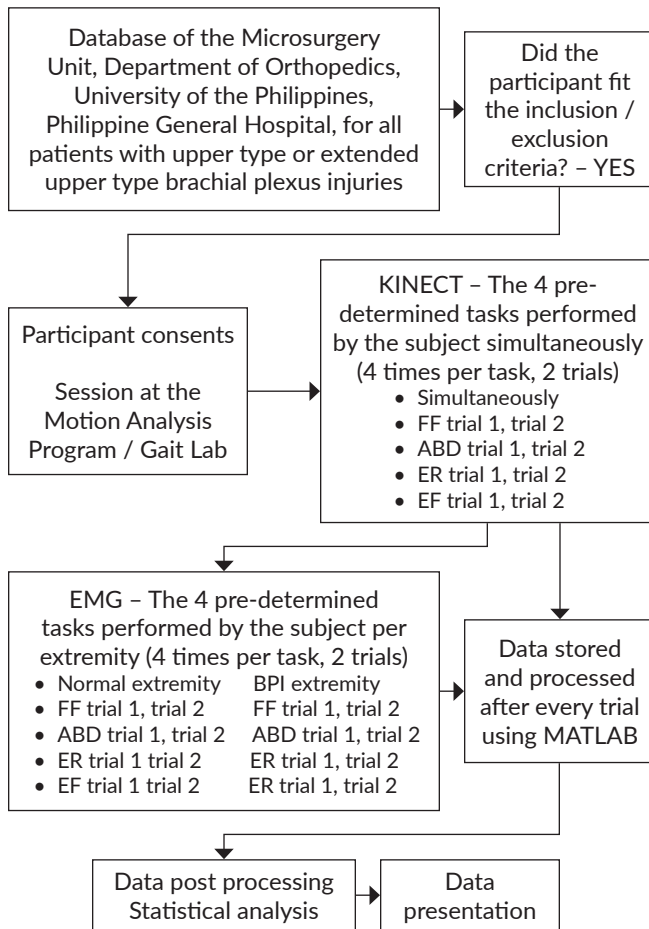 Database of the Microsurgery
Unit, Department of Orthopedics,
University of the Philippines,
Philippine General Hospital, for all
patients with upper type or extended
upper type brachial plexus injuries
Did the
participant fit
the inclusion /
exclusion
criteria? – YES
Participant consents
Session at the
Motion Analysis
Program / Gait Lab
KINECT – The 4 pre-
determined tasks performed
by the subject simultaneously
(4 times per task, 2 trials)
• Simultaneously
• FF trial 1, trial 2
• ABD trial 1, trial 2
• ER trial 1, trial 2
• EF trial 1, trial 2
EMG – The 4 pre-determined
tasks performed by the subject per
extremity (4 times per task, 2 trials)
• Normal extremity BPI extremity
• FF trial 1, trial 2 FF trial 1, trial 2
• ABD trial 1, trial 2 ABD trial 1, trial 2
• ER trial 1 trial 2 ER trial 1, trial 2
• EF trial 1 trial 2 ER trial 1, trial 2
Data stored
and processed
after every trial
using MATLAB
Data post processing
Statistical analysis
Data
presentation